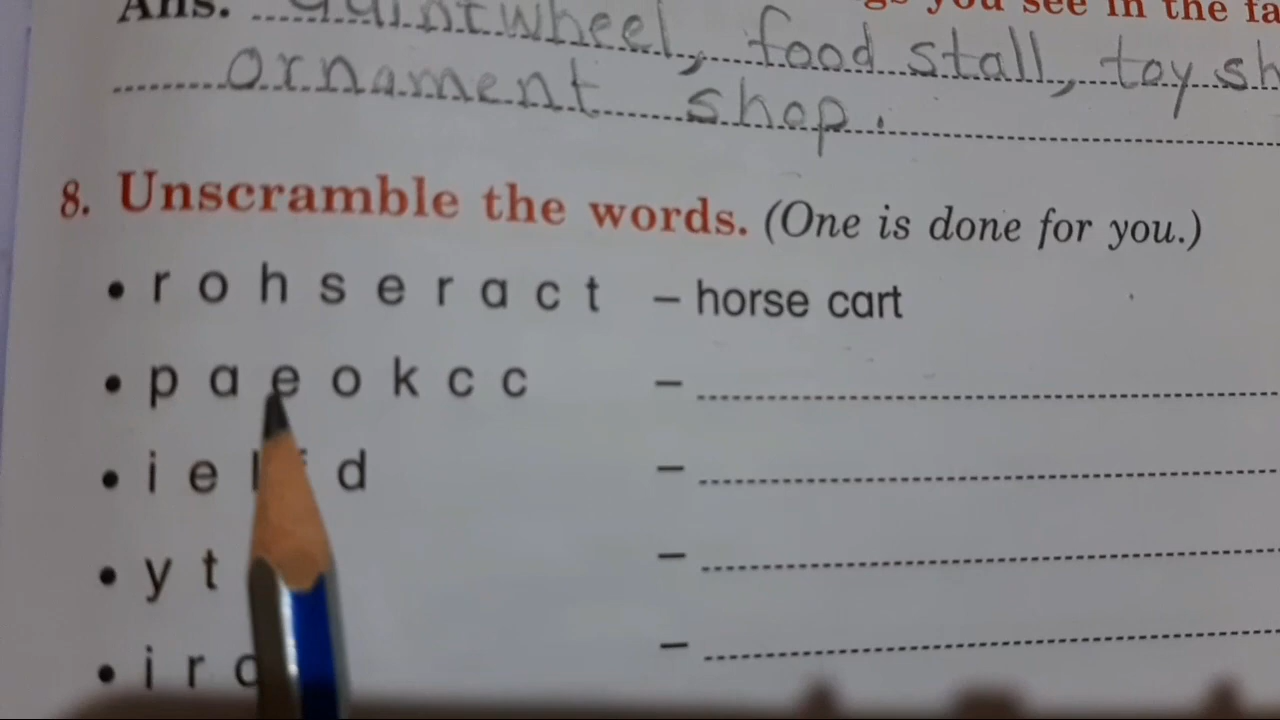 Ans. wheel, food stall, toy sh
you see in the fa
ornament shop.
8. Unscramble the words. (One is done for you.)
• r o h s e r a c t – horse cart
• p a e o k c c –
• i e l d –
• y t –
• i r –